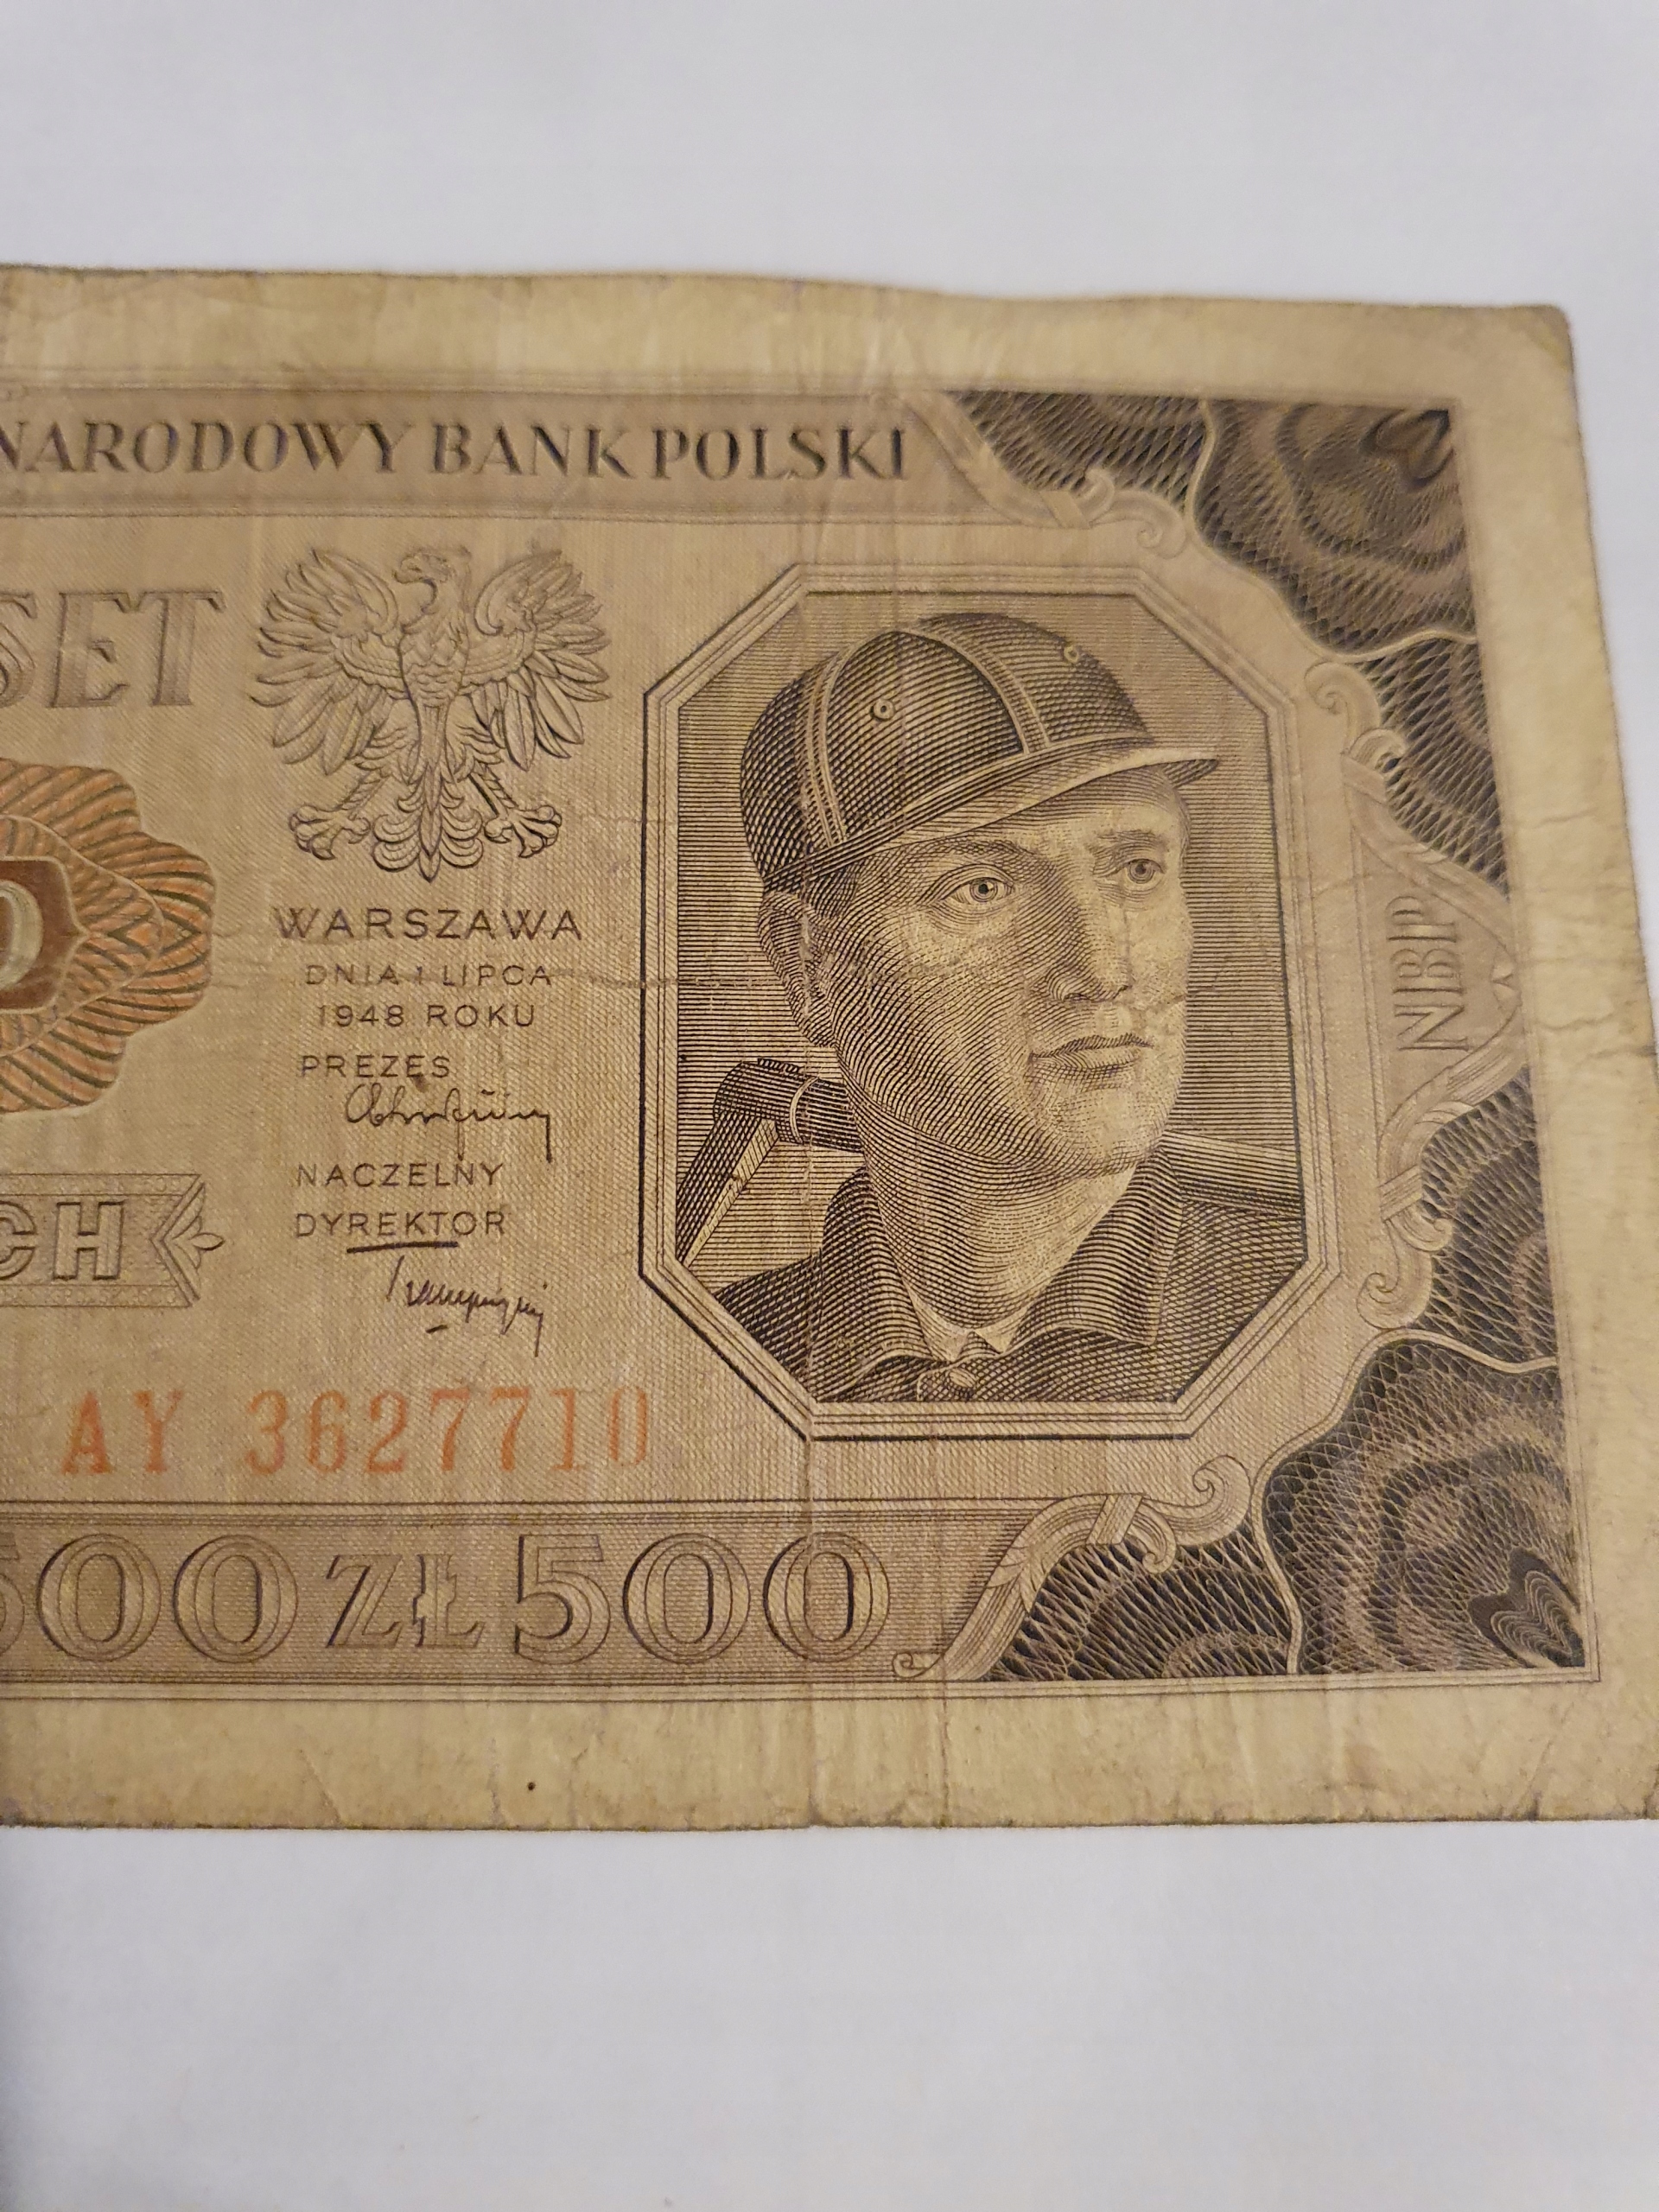 NARODOWY BANK POLSKI
SET
WARSZAWA
DNIA 1 LIPCA
1948 ROKU
PREZES
NACZELNY
DYREKTOR
CH
NBP
AY 3627710
500 ZŁ 500